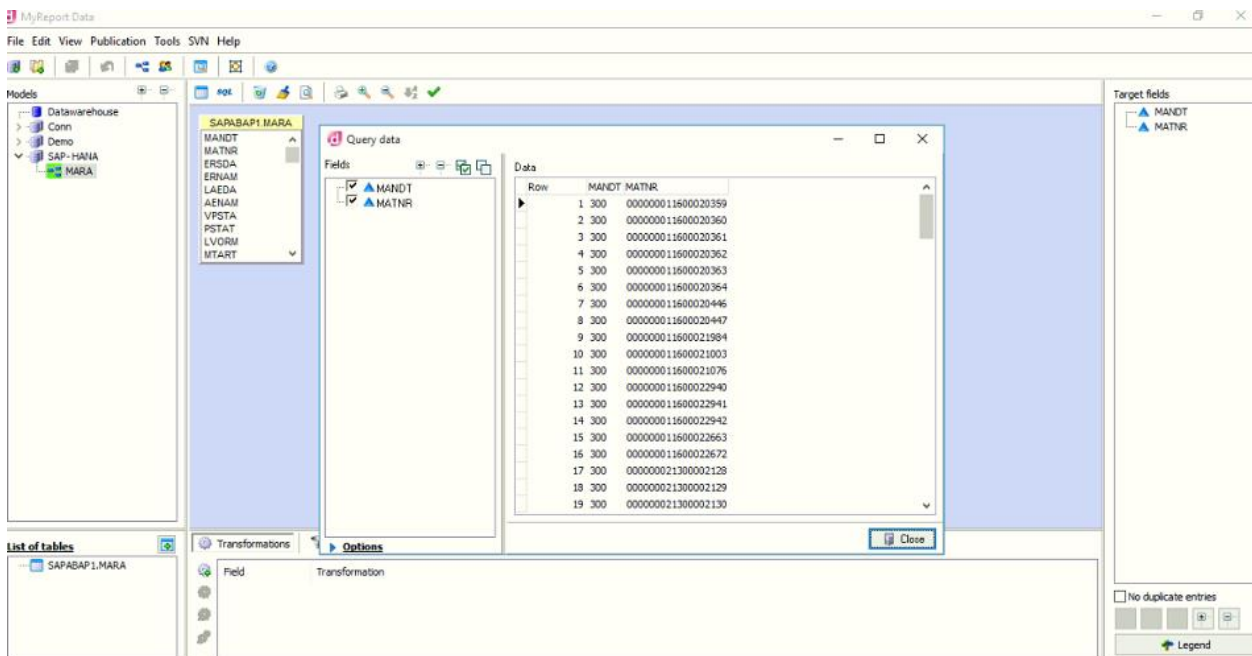 MyReport Data
File Edit View Publication Tools SVN Help
Models
Datawarehouse
Conn
Demo
SAP-HANA
MARA
List of tables
SAPABAP1.MARA
SQL
SAPABAP1.MARA
MANDT
MATNR
ERSDA
ERNAM
LAEDA
AENAM
VPSTA
PSTAT
LVORM
MTART
Query data
Fields
MANDT
MATNR
Options
Data
Row MANDT MATNR
1 300 000000011600020359
2 300 000000011600020360
3 300 000000011600020361
4 300 000000011600020362
5 300 000000011600020363
6 300 000000011600020364
7 300 000000011600020446
8 300 000000011600020447
9 300 000000011600021984
10 300 000000011600021003
11 300 000000011600021076
12 300 000000011600022940
13 300 000000011600022941
14 300 000000011600022942
15 300 000000011600022663
16 300 000000011600022672
17 300 000000021300002128
18 300 000000021300002129
19 300 000000021300002130
Close
Transformations
Field Transformation
Target fields
MANDT
MATNR
No duplicate entries
Legend